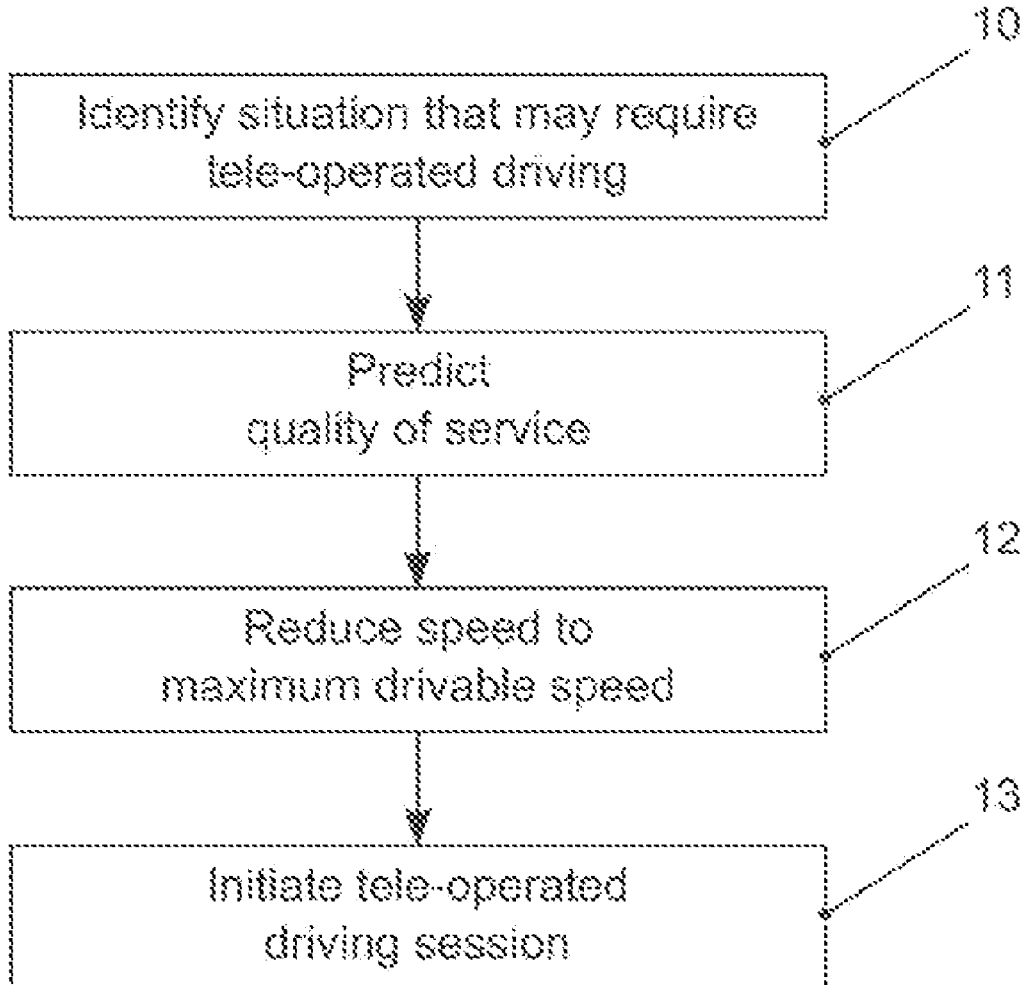 10
Identify situation that may require
tele-operated driving
11
Predict
quality of service
12
Reduce speed to
maximum drivable speed
13
Initiate tele-operated
driving session